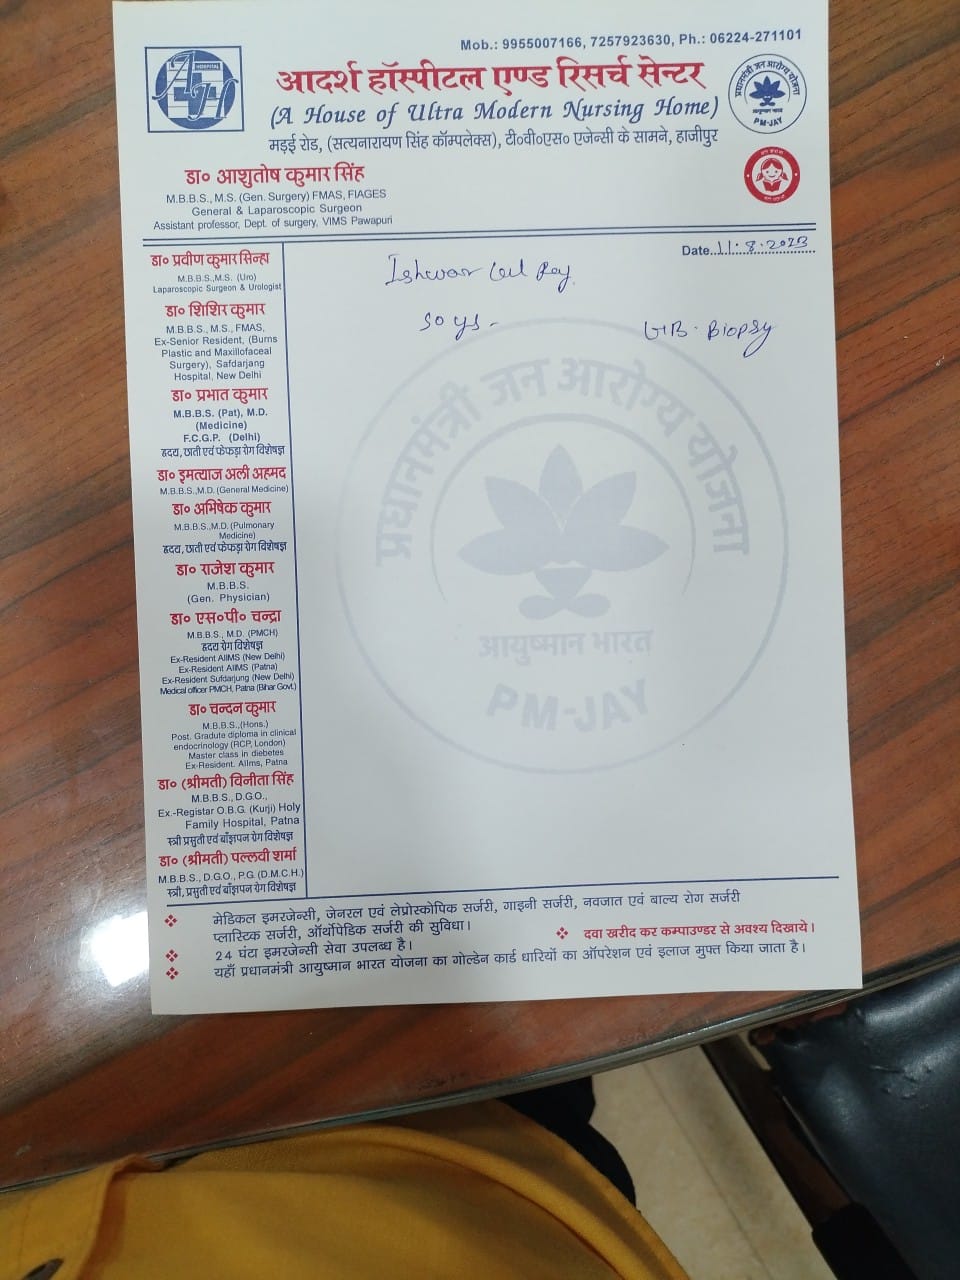 Mob.: 9955007166, 7257923630, Ph.: 06224-271101
HOSPITAL
AH
आदर्श हॉस्पीटल एण्ड रिसर्च सेन्टर
(A House of Ultra Modern Nursing Home)
मड़ई रोड, (सत्यनारायण सिंह कॉम्पलेक्स), टी०वी०एस० एजेन्सी के सामने, हाजीपुर
प्रधानमंत्री जन आरोग्य योजना
PM-JAY
डा० आशुतोष कुमार सिंह
M.B.B.S., M.S. (Gen. Surgery) FMAS, FIAGES
General & Laparoscopic Surgeon
Assistant professor, Dept. of surgery, VIMS Pawapuri
Date. 11.8.2023
Ishwar Lal Ray
50 ys -
GB. Biopsy
डा० प्रवीण कुमार सिन्हा
M.B.B.S.,M.S. (Uro)
Laparoscopic Surgeon & Urologist
डा० शिशिर कुमार
M.B.B.S., M.S., FMAS,
Ex-Senior Resident, (Burns
Plastic and Maxillofaceal
Surgery), Safdarjang
Hospital, New Delhi
डा० प्रभात कुमार
M.B.B.S. (Pat), M.D.
(Medicine)
F.C.G.P. (Delhi)
हृदय, छाती एवं फेफड़ा रोग विशेषज्ञ
डा० इमत्याज अली अहमद
M.B.B.S.,M.D. (General Medicine)
डा० अभिषेक कुमार
M.B.B.S.,M.D. (Pulmonary
Medicine)
हृदय, छाती एवं फेफड़ा रोग विशेषज्ञ
डा० राजेश कुमार
M.B.B.S.
(Gen. Physician)
डा० एस०पी० चन्द्रा
M.B.B.S., M.D. (PMCH)
हृदय रोग विशेषज्ञ
Ex-Resident AIIMS (New Delhi)
Ex-Resident AIIMS (Patna)
Ex-Resident Sufdarjung (New Delhi)
Medical officer PMCH, Patna (Bihar Govt.)
डा० चन्दन कुमार
M.B.B.S.,(Hons.)
Post. Gradute diploma in clinical
endocrinology (RCP, London)
Master class in diebetes
Ex-Resident. AIIms, Patna
डा० (श्रीमती) विनीता सिंह
M.B.B.S., D.G.O.,
Ex.-Registar O.B.G. (Kurji) Holy
Family Hospital, Patna
स्त्री प्रसुती एवं बाँझपन रोग विशेषज्ञ
डा० (श्रीमती) पल्लवी शर्मा
M.B.B.S., D.G.O., P.G. (D.M.C.H.)
स्त्री, प्रसुती एवं बाँझपन रोग विशेषज्ञ
प्रधानमंत्री जन आरोग्य योजना
आयुष्मान भारत
PM-JAY
मेडिकल इमरजेन्सी, जेनरल एवं लेप्रोस्कोपिक सर्जरी, गाइनी सर्जरी, नवजात एवं बाल्य रोग सर्जरी
प्लास्टिक सर्जरी, ऑर्थोपेडिक सर्जरी की सुविधा।
दवा खरीद कर कम्पाउण्डर से अवश्य दिखाये।
24 घंटा इमरजेन्सी सेवा उपलब्ध है।
यहाँ प्रधानमंत्री आयुष्मान भारत योजना का गोल्डेन कार्ड धारियों का ऑपरेशन एवं इलाज मुफ्त किया जाता है।